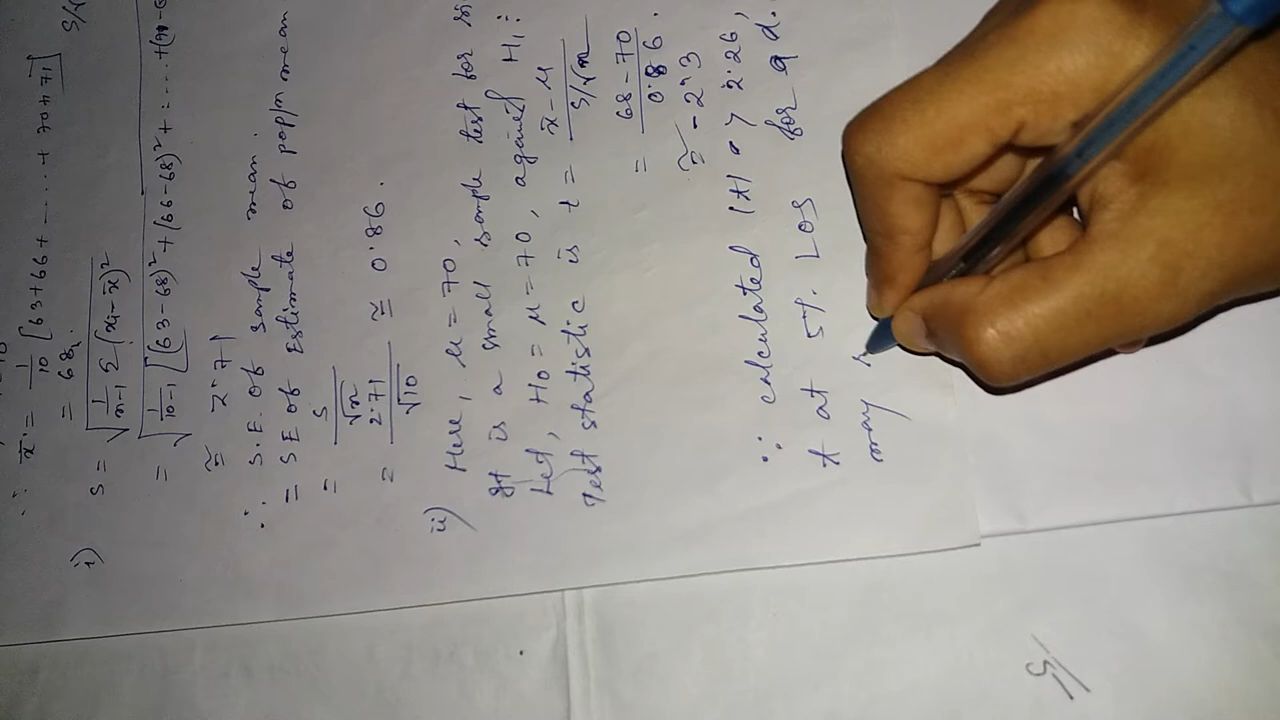 ∴ x̄ = 1/10 [63+66+ ..... + 70+71]
= 68.
i) s = √(1/(n-1) Σ(xi-x̄)²)
= √(1/(10-1) [(63-68)²+(66-68)²+ .... +(71-6
≅ 2.71
∴ S.E. of sample mean.
= SE of Estimate of popln mean
= s/√n
= 2.71/√10 ≅ 0.86.
ii) Here, μ=70,
It is a small sample test for
Let, H0 = μ=70, against H1:
Test statistic is t = (x̄-μ)/(s/√n)
= (68-70)/0.86.
≅ -2.3
∴ calculated |t| > 2.26,
t at 5%. LOS for 9 d.
may